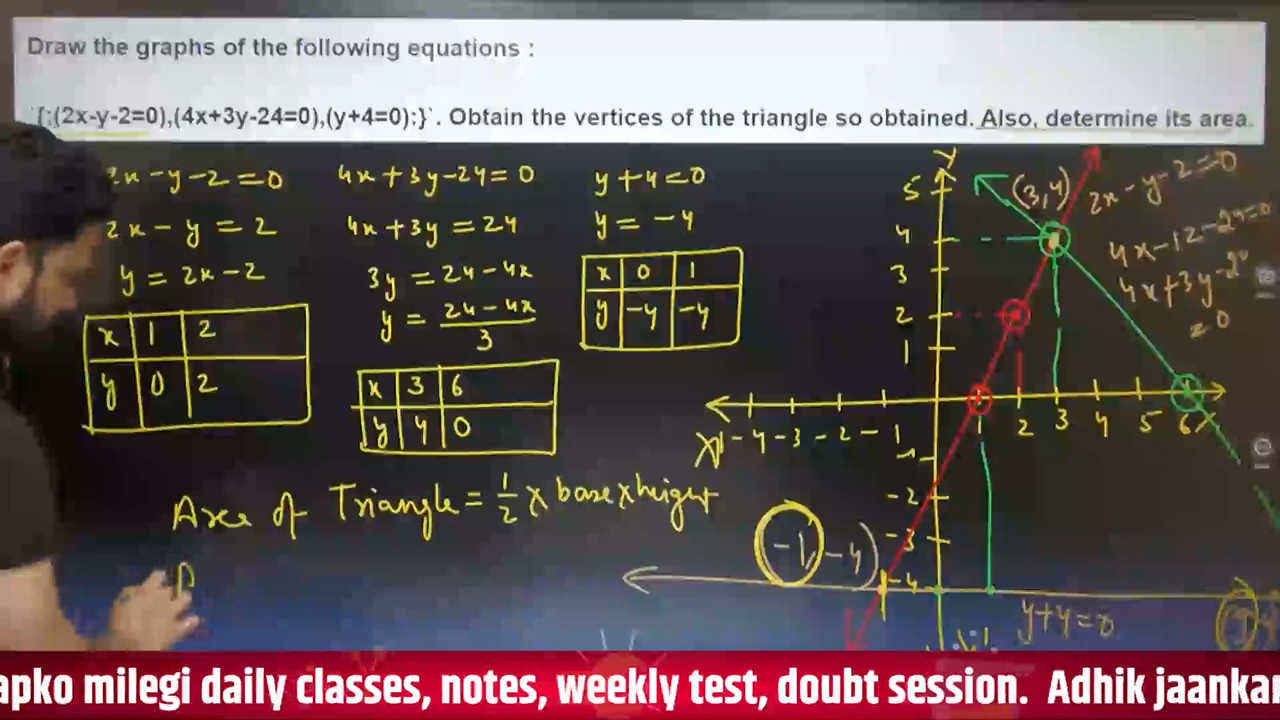 Draw the graphs of the following equations :
`{:(2x-y-2=0),(4x+3y-24=0),(y+4=0):}`. Obtain the vertices of the triangle so obtained. Also, determine its area.
2x-y-2=0
2x-y=2
y=2x-2
x 1 2
y 0 2
4x+3y-24=0
4x+3y=24
3y=24-4x
y=24-4x
3
x 3 6
y 4 0
y+4=0
y=-4
x 0 1
y -4 -4
Area of Triangle=1/2 x base x height
Y
5
4
3
2
1
(3,4)
2x-y-2=0
4x-12-24=0
4x+3y-2
=0
X' -4 -3 -2 -1 1 2 3 4 5 6 X
-1
-2
-3
-4
(-1,-4)
y+4=0
apko milegi daily classes, notes, weekly test, doubt session. Adhik jaankar